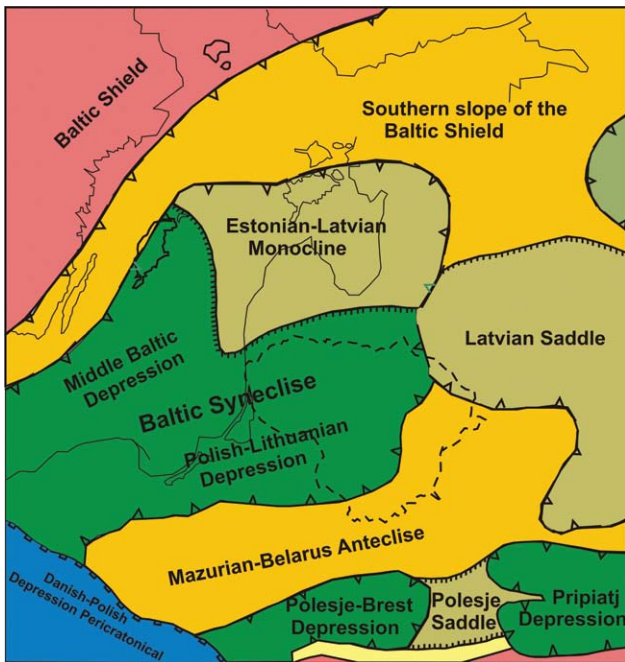 Baltic Shield
Southern slope of the
Baltic Shield
Estonian-Latvian
Monocline
Latvian Saddle
Middle Baltic
Depression
Baltic Syneclise
Polish-Lithuanian
Depression
Mazurian-Belarus Anteclise
Danish-Polish
Depression Pericratonical
Polesje-Brest
Depression
Polesje
Saddle
Pripiatj
Depression